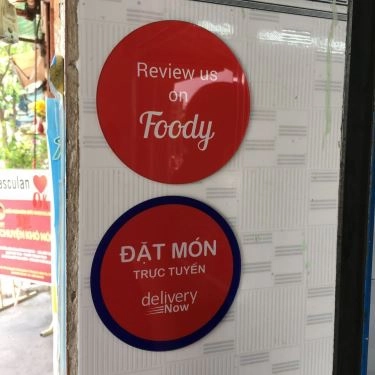 Review us
on
Foody
ĐẶT MÓN
TRỰC TUYẾN
delivery
Now